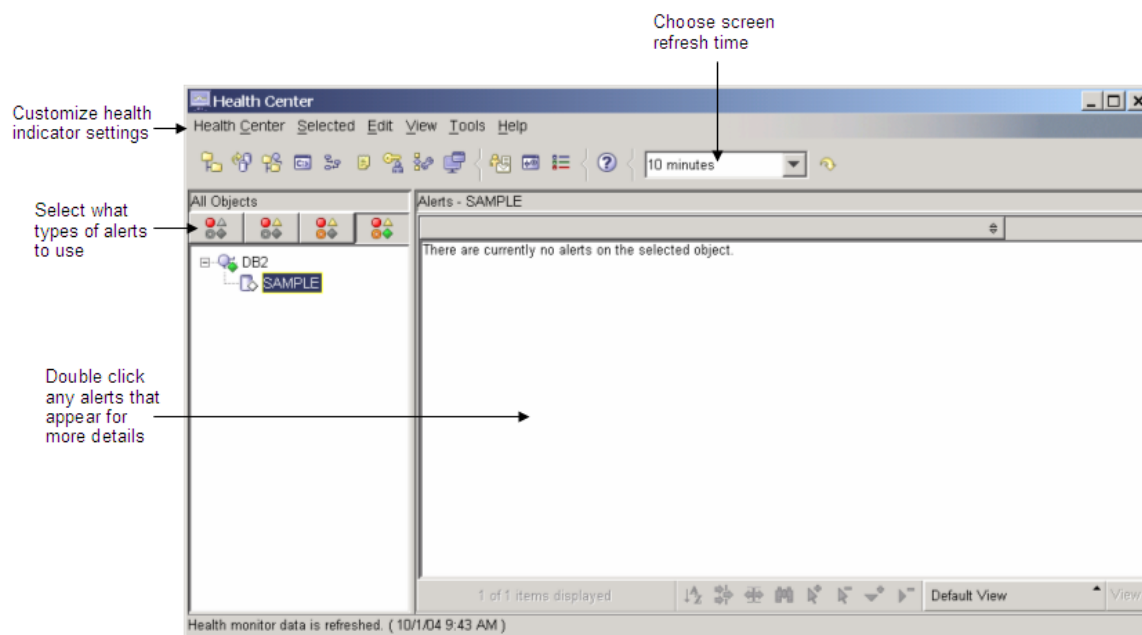 Choose screen
refresh time
Customize health
indicator settings
Health Center
Health Center Selected Edit View Tools Help
10 minutes
Select what
types of alerts
to use
All Objects
Alerts - SAMPLE
There are currently no alerts on the selected object.
DB2
SAMPLE
Double click
any alerts that
appear for
more details
1 of 1 items displayed
Default View
View
Health monitor data is refreshed. ( 10/1/04 9:43 AM )